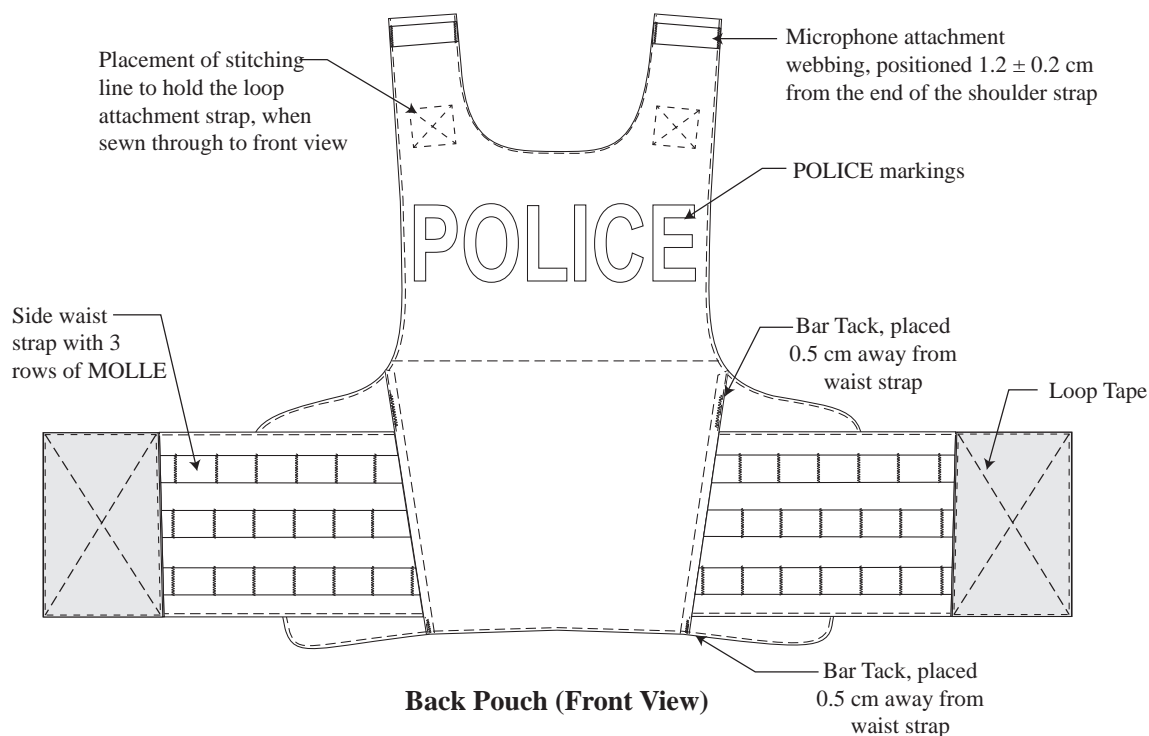 Placement of stitching
line to hold the loop
attachment strap, when
sewn through to front view
Microphone attachment
webbing, positioned 1.2 ± 0.2 cm
from the end of the shoulder strap
POLICE markings
POLICE
Side waist
strap with 3
rows of MOLLE
Bar Tack, placed
0.5 cm away from
waist strap
Loop Tape
Bar Tack, placed
0.5 cm away from
waist strap
Back Pouch (Front View)